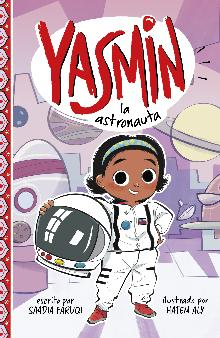 YASMIN
la
astronauta
escrito por
SAADIA FARUQI
ilustrado por
HATEM ALY